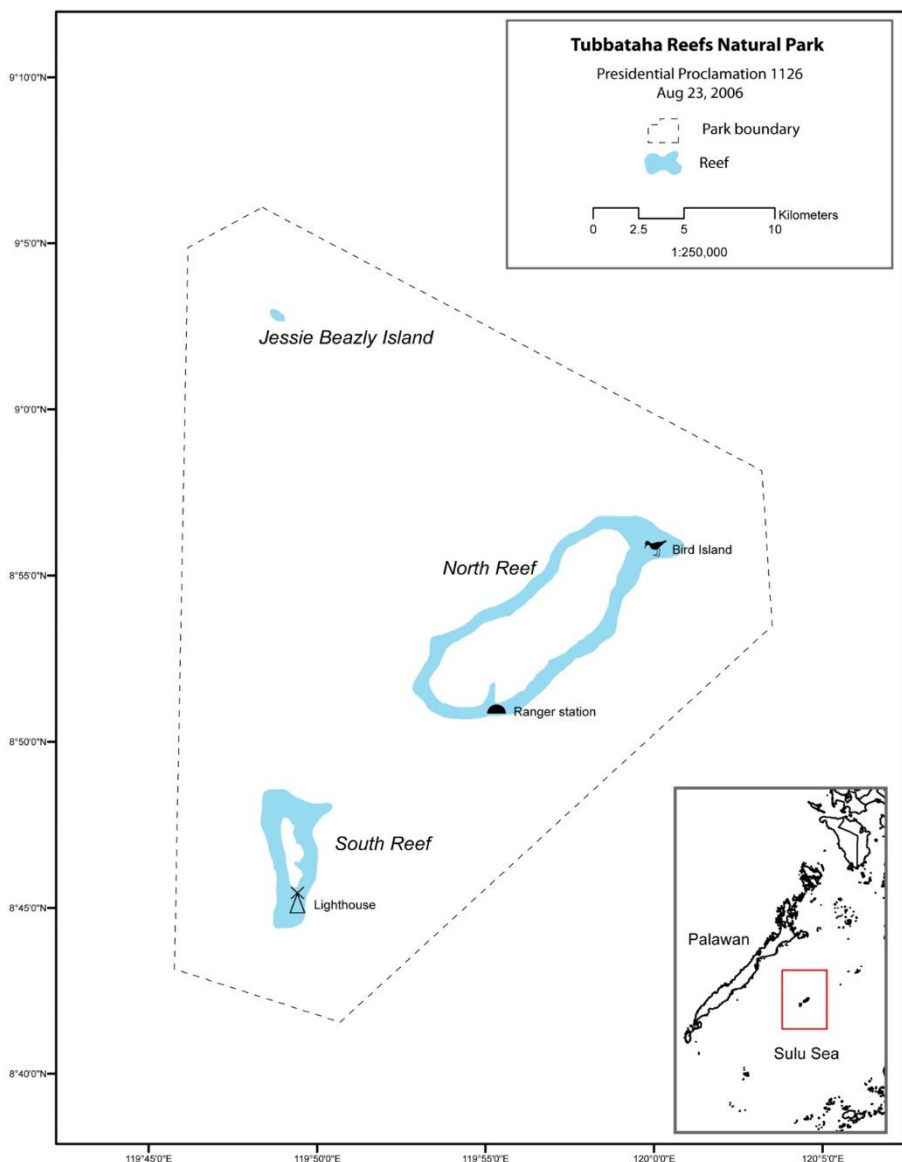 Tubbataha Reefs Natural Park
Presidential Proclamation 1126
Aug 23, 2006
Park boundary
Reef
Kilometers
0 2.5 5 10
1:250,000
9°10'0"N
9°5'0"N
Jessie Beazly Island
9°0'0"N
Bird Island
North Reef
8°55'0"N
Ranger station
8°50'0"N
South Reef
Lighthouse
8°45'0"N
8°40'0"N
Palawan
Sulu Sea
119°45'0"E 119°50'0"E 119°55'0"E 120°0'0"E 120°5'0"E